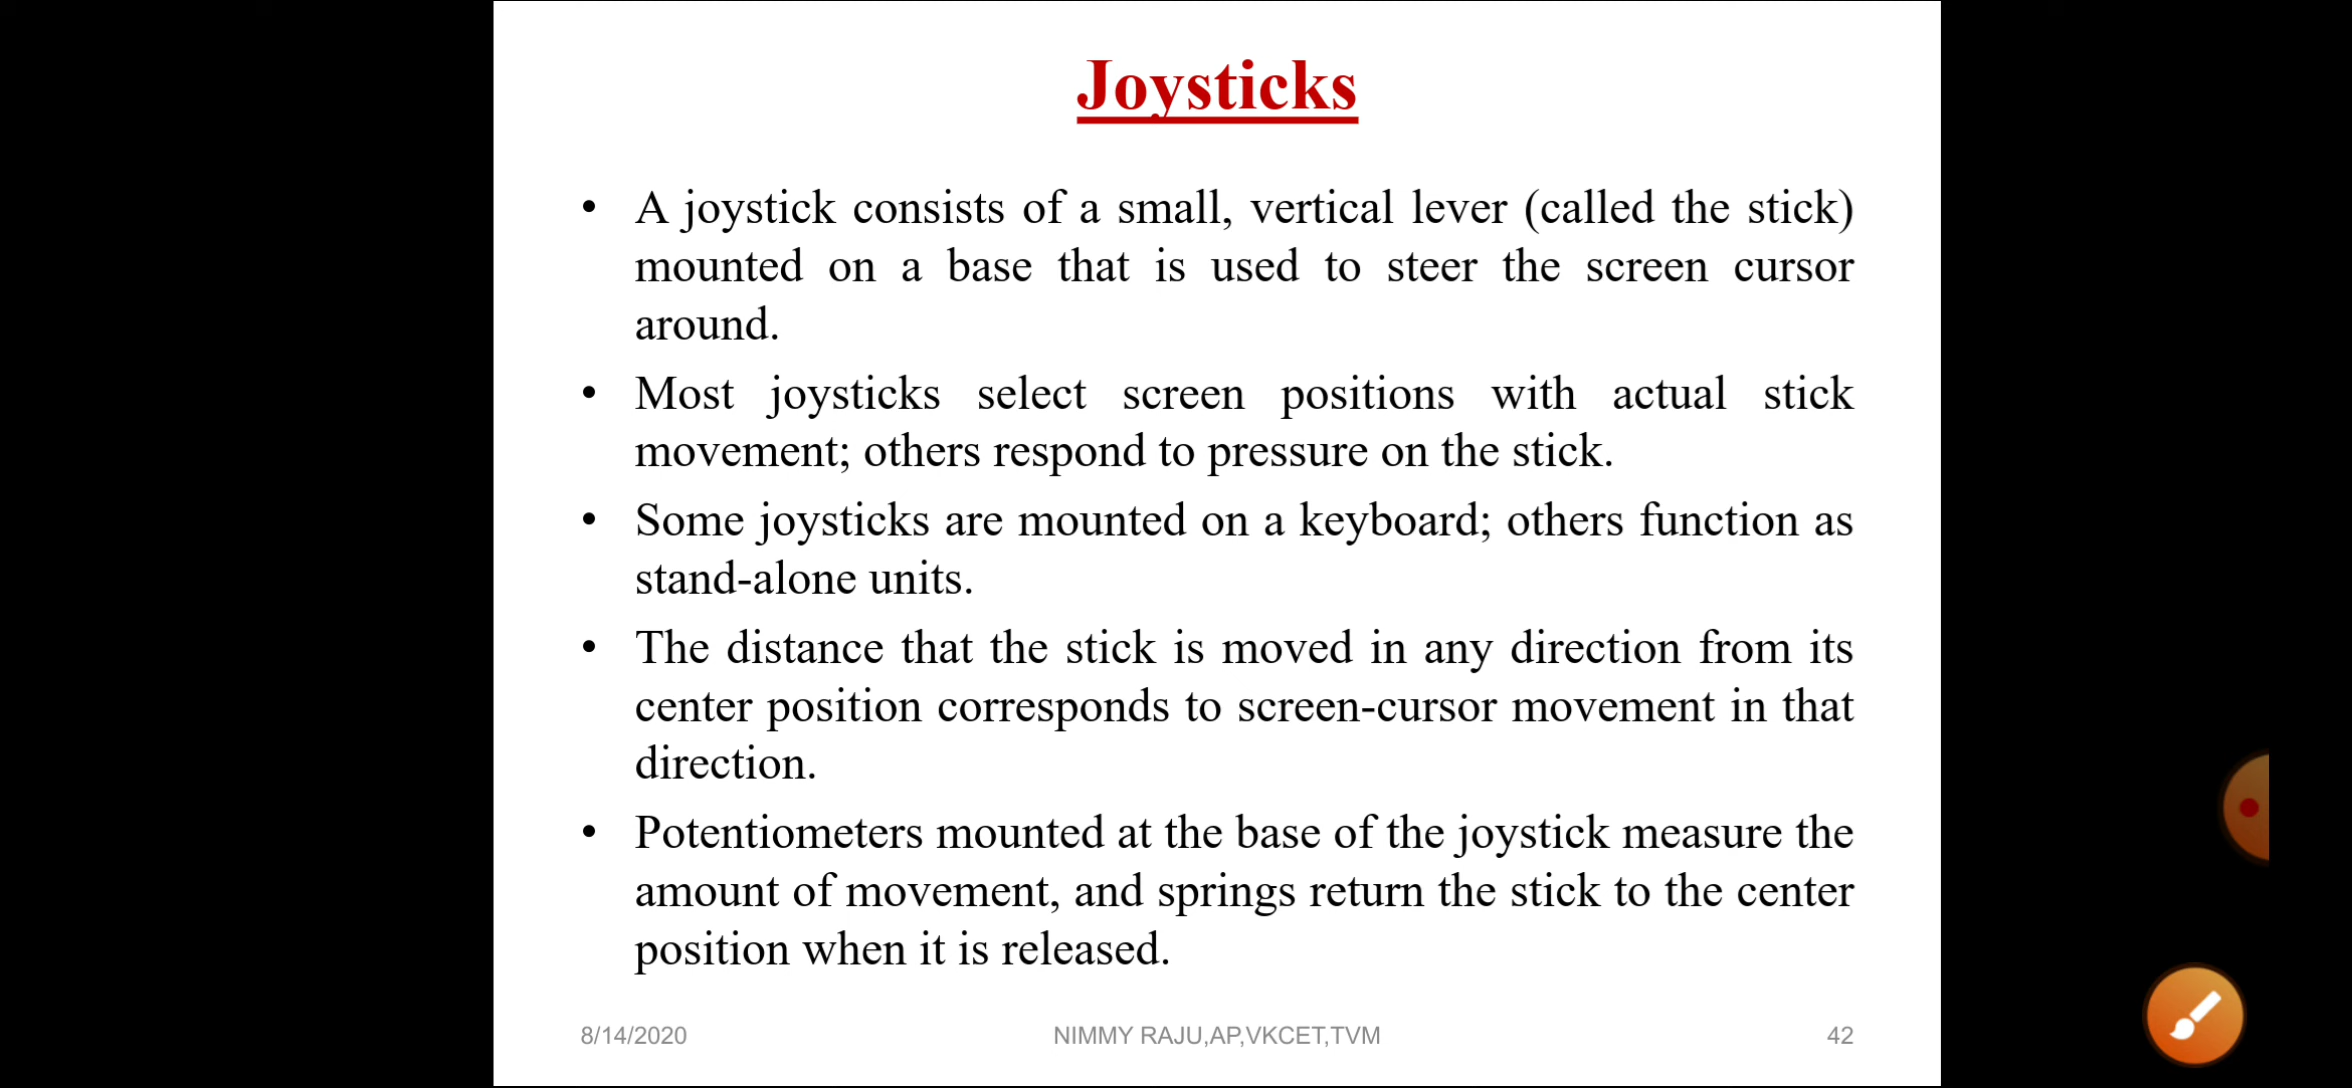 Joysticks
• A joystick consists of a small, vertical lever (called the stick)
mounted on a base that is used to steer the screen cursor
around.
• Most joysticks select screen positions with actual stick
movement; others respond to pressure on the stick.
• Some joysticks are mounted on a keyboard; others function as
stand-alone units.
• The distance that the stick is moved in any direction from its
center position corresponds to screen-cursor movement in that
direction.
• Potentiometers mounted at the base of the joystick measure the
amount of movement, and springs return the stick to the center
position when it is released.
8/14/2020 NIMMY RAJU,AP,VKCET,TVM 42